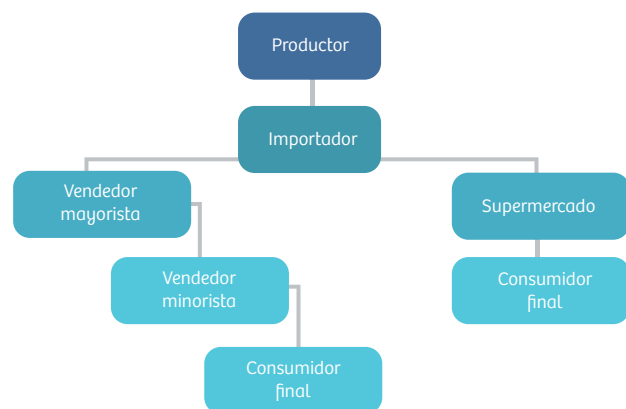 Productor
Importador
Vendedor
mayorista
Supermercado
Vendedor
minorista
Consumidor
final
Consumidor
final